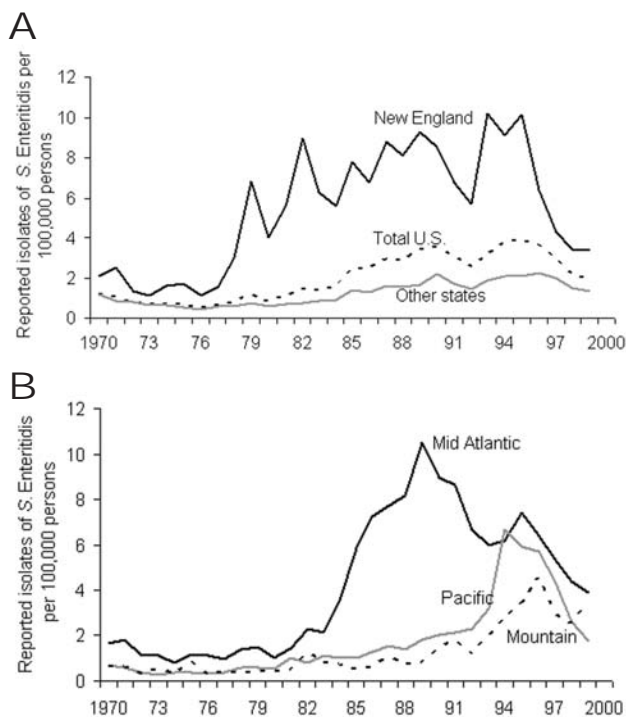 A
Reported isolates of S. Enteritidis per
100,000 persons
12
10
8
6
4
2
0
New England
Total U.S.
Other states
1970 73 76 79 82 85 88 91 94 97 2000
B
Reported isolates of S. Enteritidis
per 100,000 persons
12
10
8
6
4
2
0
Mid Atlantic
Pacific
Mountain
1970 73 76 79 82 85 88 91 94 97 2000